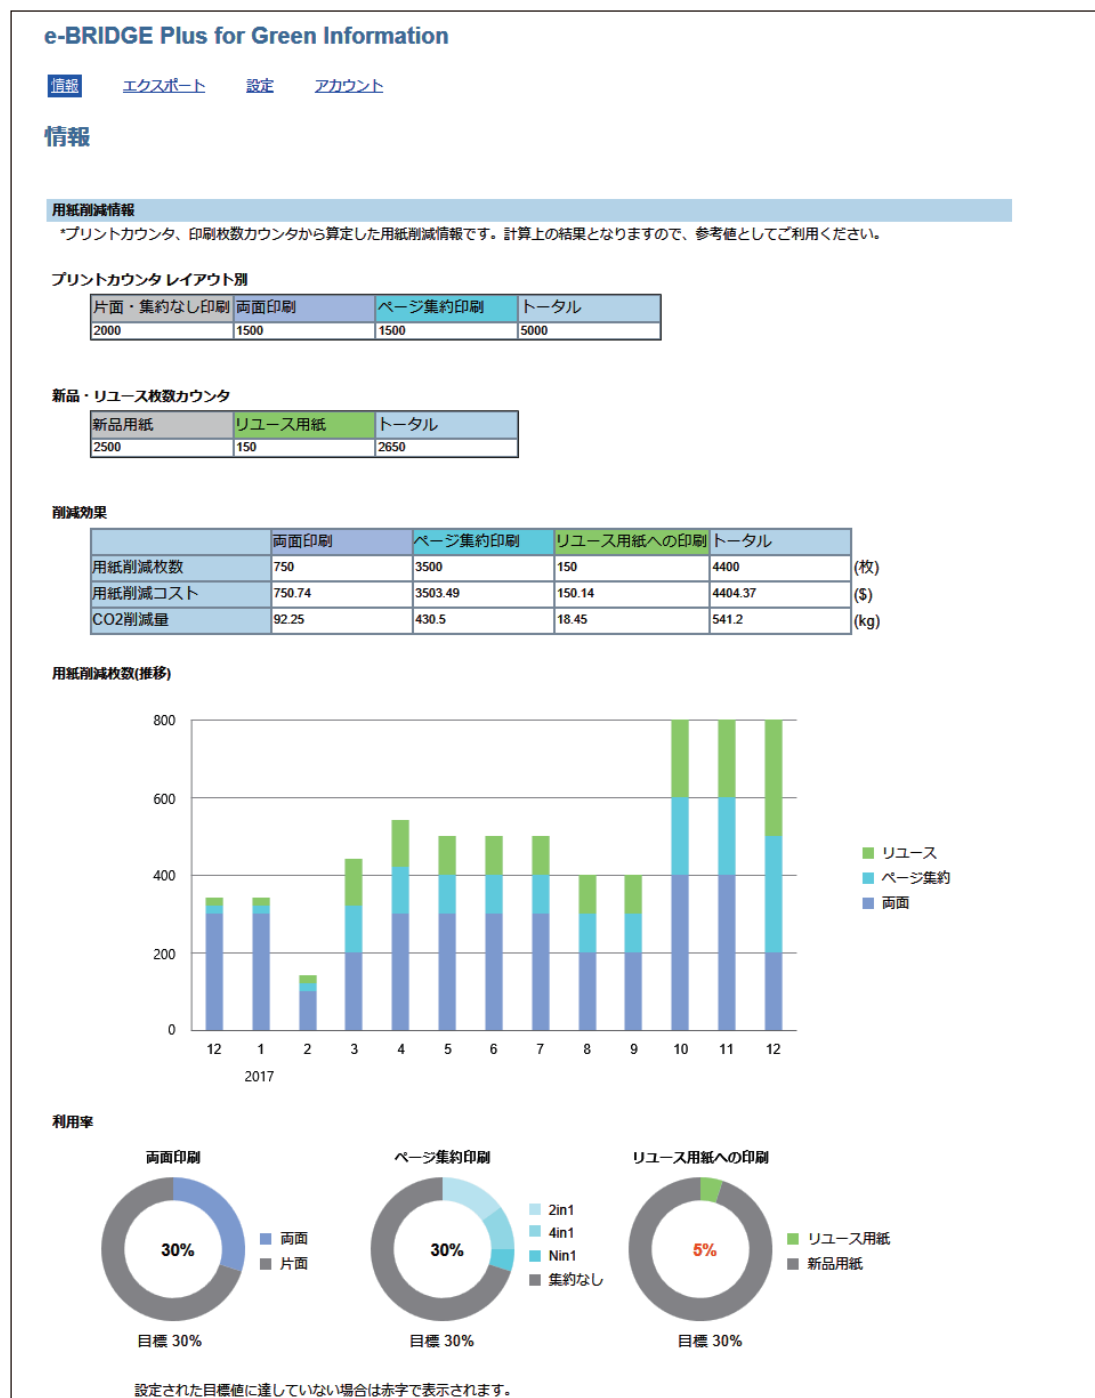 e-BRIDGE Plus for Green Information
情報 エクスポート 設定 アカウント
情報
用紙削減情報
*プリントカウンタ、印刷枚数カウンタから算定した用紙削減情報です。計算上の結果となりますので、参考値としてご利用ください。
プリントカウンタ レイアウト別
片面・集約なし印刷 両面印刷 ページ集約印刷 トータル
2000 1500 1500 5000
新品・リユース枚数カウンタ
新品用紙 リユース用紙 トータル
2500 150 2650
削減効果
両面印刷 ページ集約印刷 リユース用紙への印刷 トータル
用紙削減枚数 750 3500 150 4400 (枚)
用紙削減コスト 750.74 3503.49 150.14 4404.37 ($)
CO2削減量 92.25 430.5 18.45 541.2 (kg)
用紙削減枚数(推移)
800
600
400
200
0
リユース
ページ集約
両面
12 1 2 3 4 5 6 7 8 9 10 11 12
2017
利用率
両面印刷 ページ集約印刷 リユース用紙への印刷
30% 両面 片面
30% 2in1 4in1 Nin1 集約なし
5% リユース用紙 新品用紙
目標 30% 目標 30% 目標 30%
設定された目標値に達していない場合は赤字で表示されます。